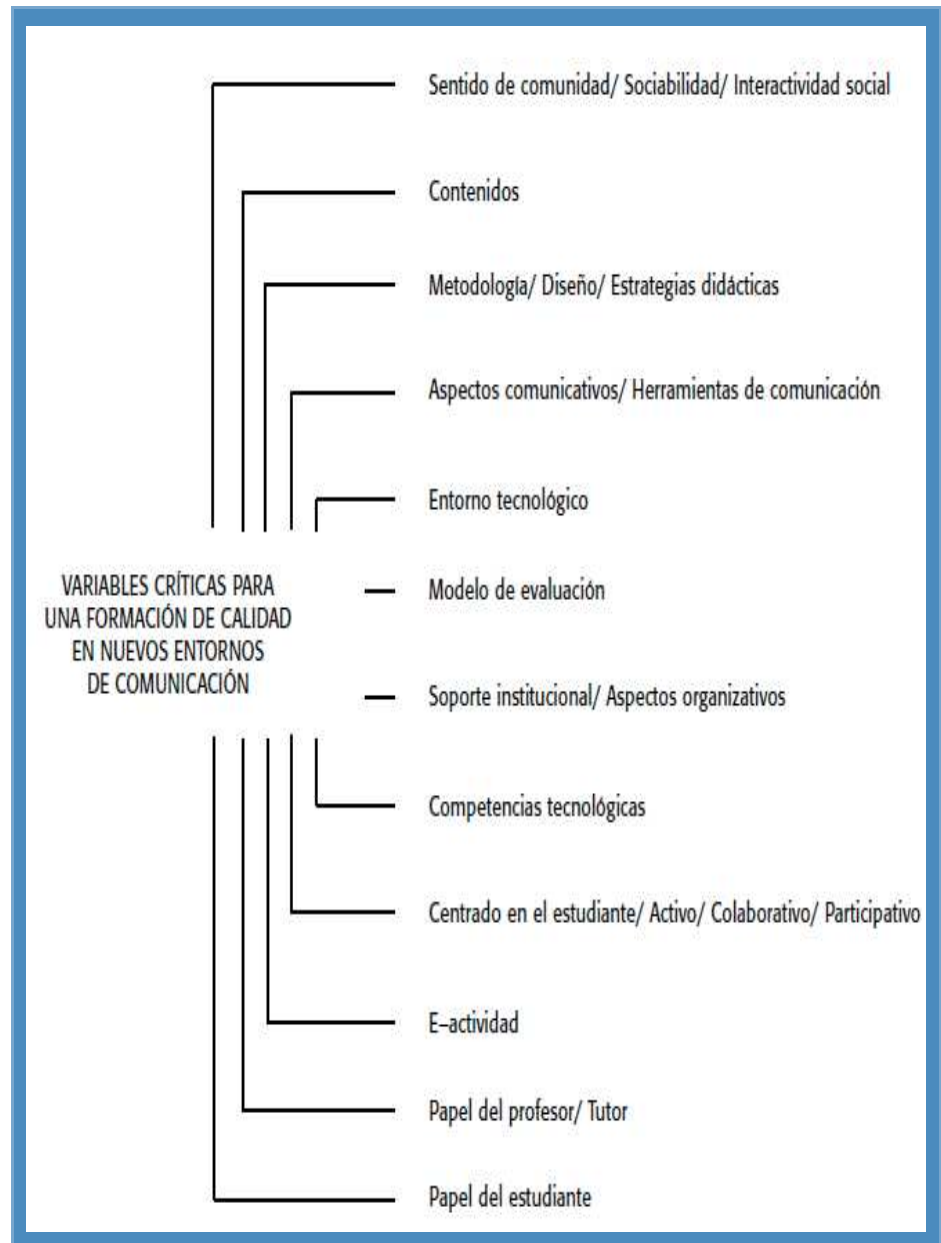 Sentido de comunidad/ Sociabilidad/ Interactividad social
Contenidos
Metodología/ Diseño/ Estrategias didácticas
Aspectos comunicativos/ Herramientas de comunicación
Entorno tecnológico
VARIABLES CRÍTICAS PARA
UNA FORMACIÓN DE CALIDAD
EN NUEVOS ENTORNOS
DE COMUNICACIÓN
Modelo de evaluación
Soporte institucional/ Aspectos organizativos
Competencias tecnológicas
Centrado en el estudiante/ Activo/ Colaborativo/ Participativo
E–actividad
Papel del profesor/ Tutor
Papel del estudiante